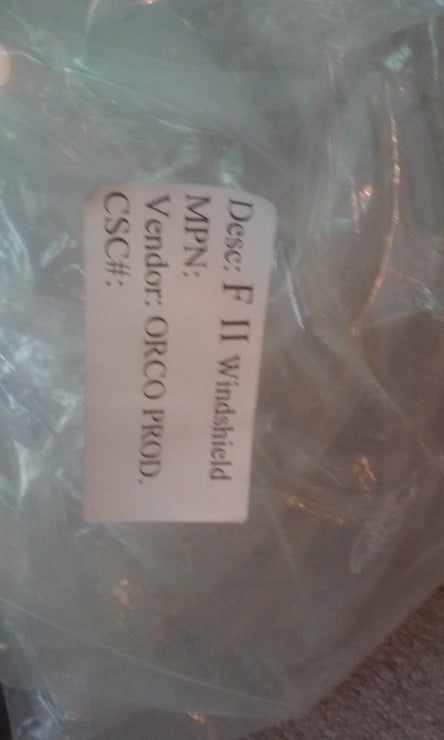 Desc: F II Windshield
MPN:
Vendor: ORCO PROD.
CSC#: